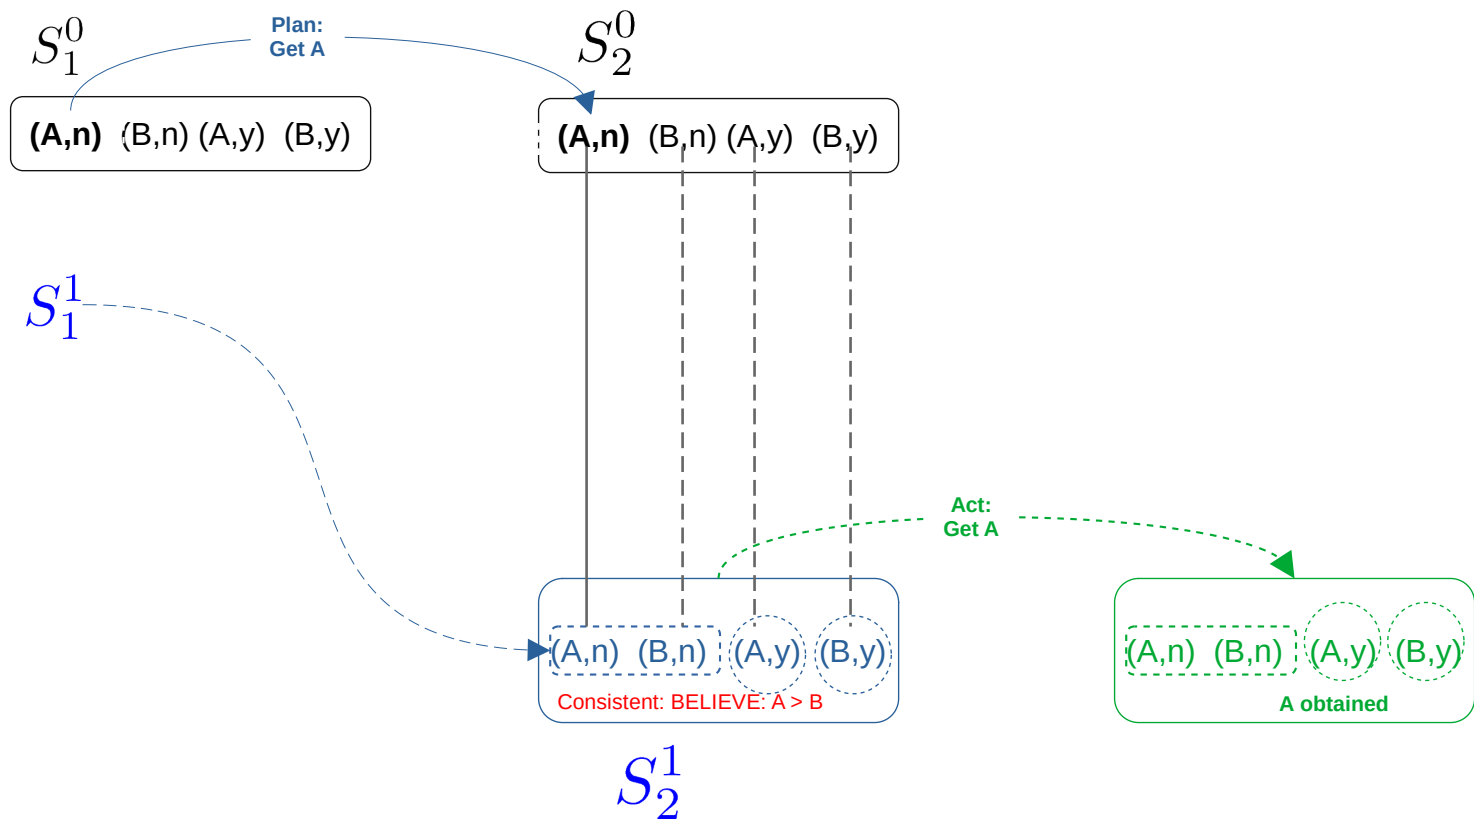 S_1^0
Plan:
Get A
S_2^0
(A,n) (B,n) (A,y) (B,y)
(A,n) (B,n) (A,y) (B,y)
S_1^1
Act:
Get A
(A,n) (B,n) (A,y) (B,y)
Consistent: BELIEVE: A > B
(A,n) (B,n) (A,y) (B,y)
A obtained
S_2^1